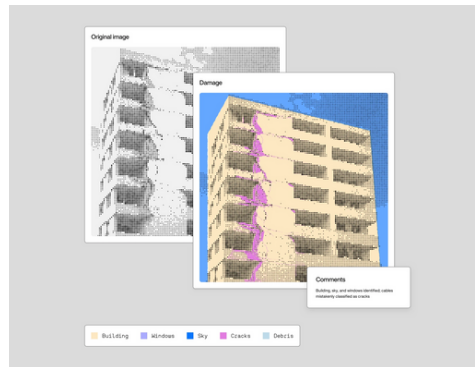 Original image
Damage
Comments
Building, sky, and windows identified; cables
mistakenly classified as cracks.
Building
Windows
Sky
Cracks
Debris